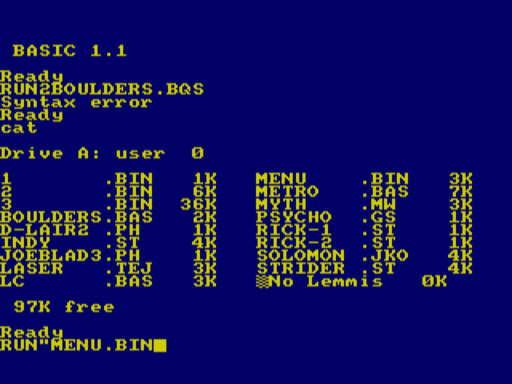 BASIC 1.1
Ready
RUN2BOULDERS.BQS
Syntax error
Ready
cat
Drive A: user  0
1       .BIN   1K   MENU    .BIN   3K
2       .BIN   6K   METRO   .BAS   7K
3       .BIN  36K   MYTH    .MW    3K
BOULDERS.BAS   2K   PSYCHO  .GS    1K
D-LAIR2 .PH    1K   RICK-1  .ST    1K
INDY    .ST    4K   RICK-2  .ST    1K
JOEBLAD3.PH    1K   SOLOMON .JKO   4K
LASER   .TEJ   3K   STRIDER .ST    4K
LC      .BAS   3K   ▒No Lemmis   0K
97K free
Ready
RUN"MENU.BIN